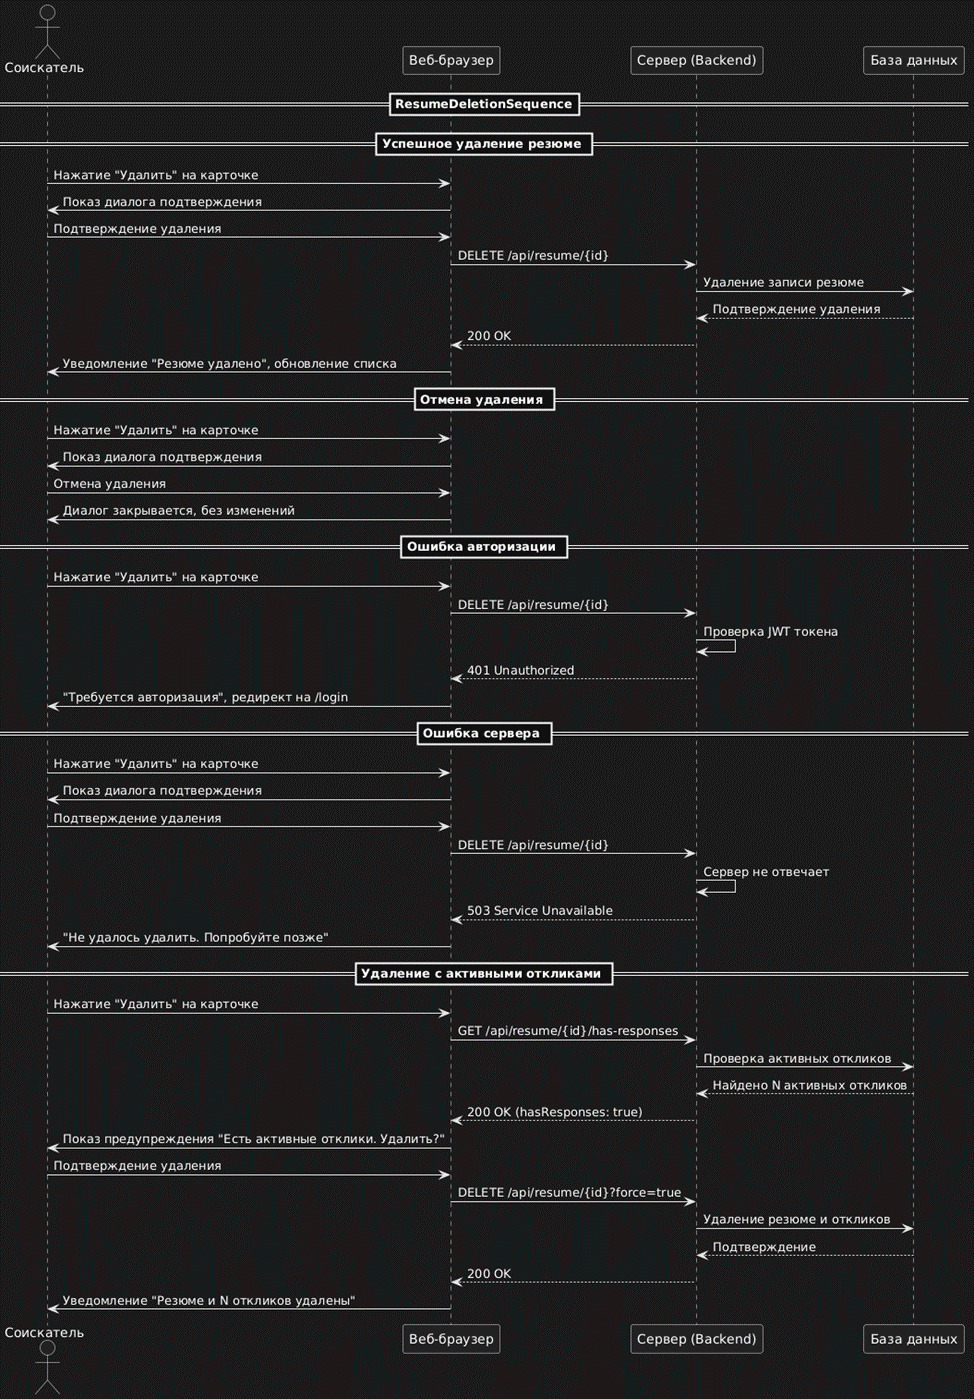 Соискатель
Веб-браузер
Сервер (Backend)
База данных
ResumeDeletionSequence
Успешное удаление резюме
Нажатие "Удалить" на карточке
Показ диалога подтверждения
Подтверждение удаления
DELETE /api/resume/{id}
Удаление записи резюме
Подтверждение удаления
200 OK
Уведомление "Резюме удалено", обновление списка
Отмена удаления
Нажатие "Удалить" на карточке
Показ диалога подтверждения
Отмена удаления
Диалог закрывается, без изменений
Ошибка авторизации
Нажатие "Удалить" на карточке
DELETE /api/resume/{id}
Проверка JWT токена
401 Unauthorized
"Требуется авторизация", редирект на /login
Ошибка сервера
Нажатие "Удалить" на карточке
Показ диалога подтверждения
Подтверждение удаления
DELETE /api/resume/{id}
Сервер не отвечает
503 Service Unavailable
"Не удалось удалить. Попробуйте позже"
Удаление с активными откликами
Нажатие "Удалить" на карточке
GET /api/resume/{id}/has-responses
Проверка активных откликов
Найдено N активных откликов
200 OK (hasResponses: true)
Показ предупреждения "Есть активные отклики. Удалить?"
Подтверждение удаления
DELETE /api/resume/{id}?force=true
Удаление резюме и откликов
Подтверждение
200 OK
Уведомление "Резюме и N откликов удалены"
Соискатель
Веб-браузер
Сервер (Backend)
База данных